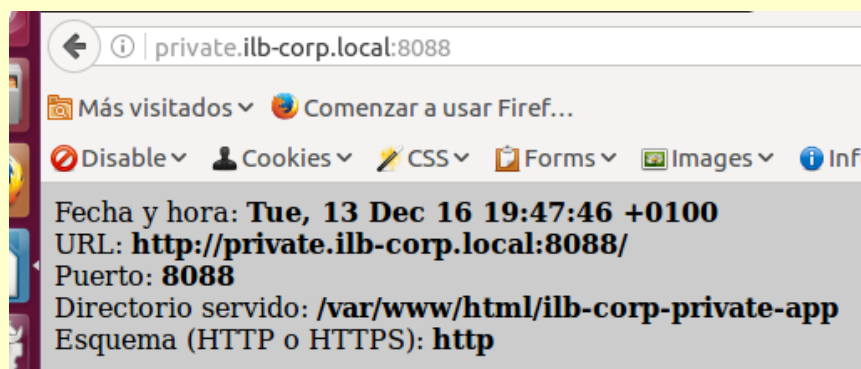 private.ilb-corp.local:8088
Más visitados Comenzar a usar Firef…
Disable Cookies CSS Forms Images Inf
Fecha y hora: Tue, 13 Dec 16 19:47:46 +0100
URL: http://private.ilb-corp.local:8088/
Puerto: 8088
Directorio servido: /var/www/html/ilb-corp-private-app
Esquema (HTTP o HTTPS): http